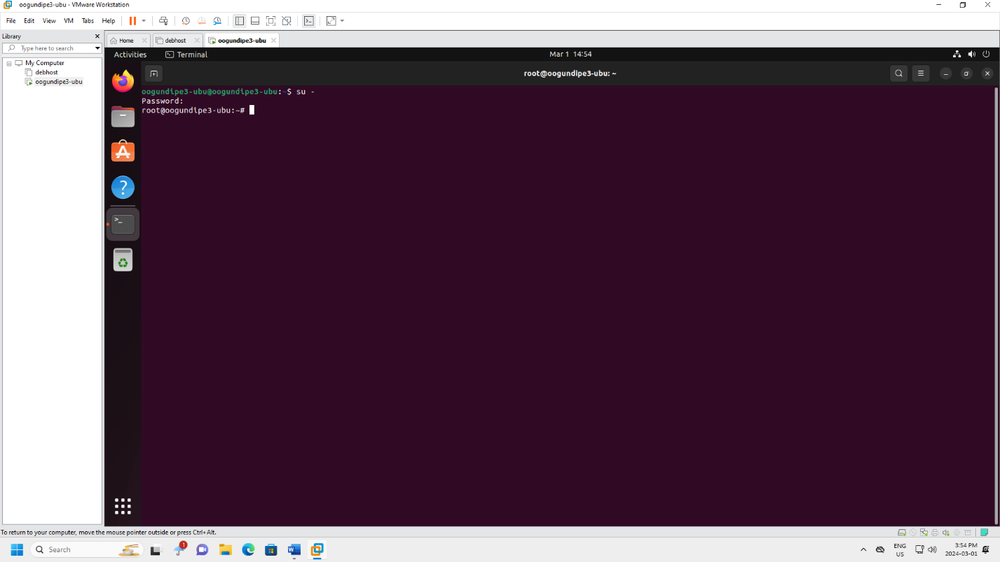 oogundipe3-ubu - VMware Workstation
File Edit View VM Tabs Help
Library
Type here to search
My Computer
debhost
oogundipe3-ubu
Home debhost oogundipe3-ubu
Activities Terminal Mar 1 14:54
root@oogundipe3-ubu: ~
oogundipe3-ubu@oogundipe3-ubu:~$ su -
Password:
root@oogundipe3-ubu:~#
To return to your computer, move the mouse pointer outside or press Ctrl+Alt.
Search
1
ENG
US
3:54 PM
2024-03-01